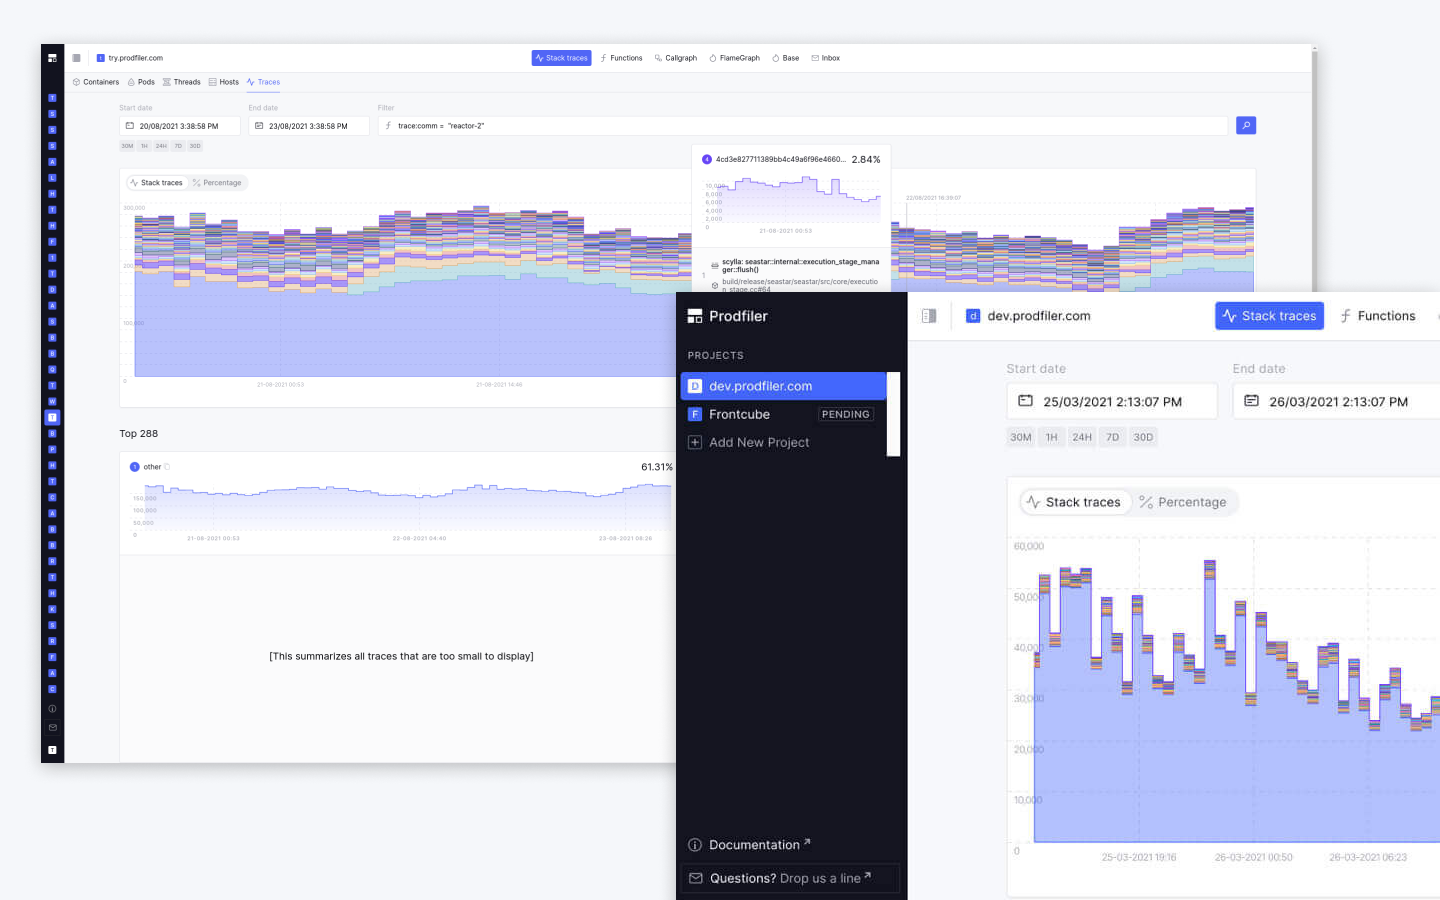 try.prodfiler.com
Stack traces
Functions
Callgraph
FlameGraph
Base
Inbox
Containers
Pods
Threads
Hosts
Traces
Start date
End date
Filter
20/08/2021 3:38:58 PM
23/08/2021 3:38:58 PM
trace:comm = "reactor-2"
30M 1H 24H 7D 30D
Stack traces
Percentage
300,000
100,000
0
21-08-2021 00:53
21-08-2021 14:46
22/08/2021 16:39:07
4
4cd3e827711389bb4c49a6f96e4660...
2.84%
10,000
8,000
6,000
4,000
2,000
0
21-08-2021 00:53
1
scylla: seastar::internal::execution_stage_mana
ger::flush()
build/release/seastar/seastar/src/core/executio
n_stage.cc#64
Top 288
1
other
61.31%
150,000
100,000
50,000
0
21-08-2021 00:53
22-08-2021 04:40
23-08-2021 08:26
[This summarizes all traces that are too small to display]
Prodfiler
PROJECTS
D
dev.prodfiler.com
F
Frontcube
PENDING
Add New Project
Documentation
Questions? Drop us a line
d
dev.prodfiler.com
Stack traces
Functions
Start date
End date
25/03/2021 2:13:07 PM
26/03/2021 2:13:07 PM
30M 1H 24H 7D 30D
Stack traces
Percentage
60,000
50,000
40,000
30,000
20,000
10,000
0
25-03-2021 19:16
26-03-2021 00:50
26-03-2021 06:23